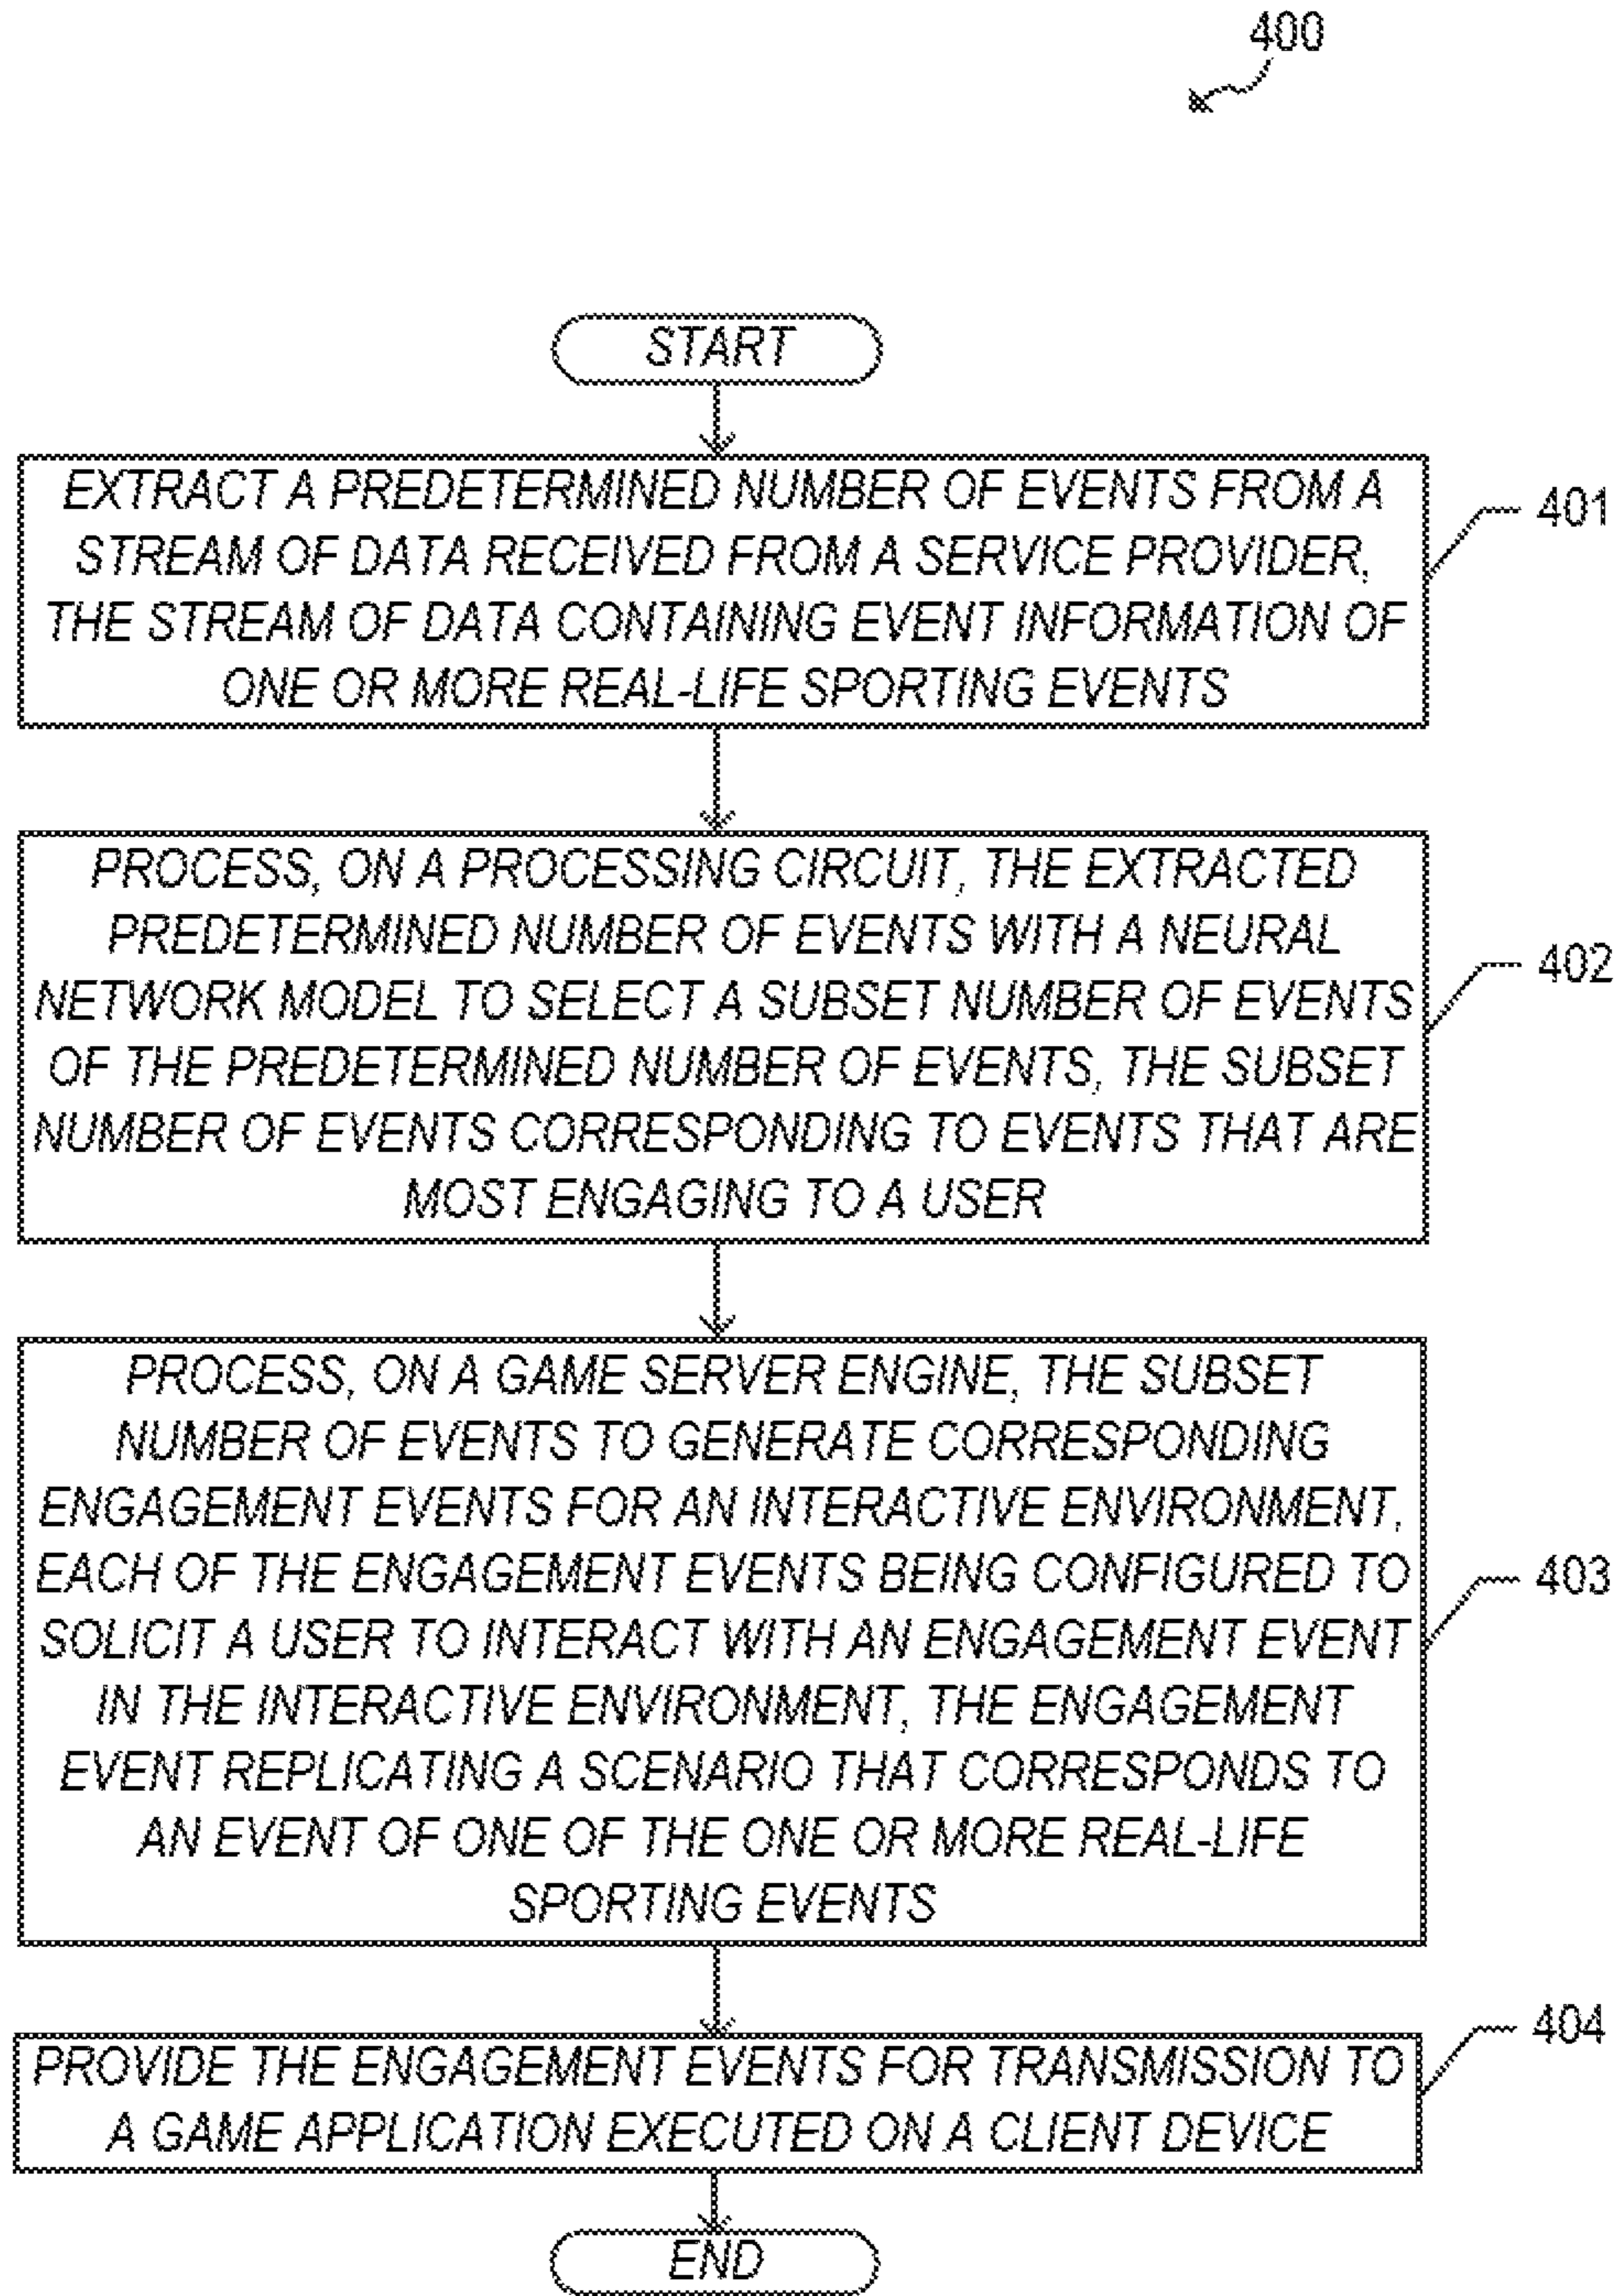 400
START
EXTRACT A PREDETERMINED NUMBER OF EVENTS FROM A
STREAM OF DATA RECEIVED FROM A SERVICE PROVIDER,
THE STREAM OF DATA CONTAINING EVENT INFORMATION OF
ONE OR MORE REAL-LIFE SPORTING EVENTS
401
PROCESS, ON A PROCESSING CIRCUIT, THE EXTRACTED
PREDETERMINED NUMBER OF EVENTS WITH A NEURAL
NETWORK MODEL TO SELECT A SUBSET NUMBER OF EVENTS
OF THE PREDETERMINED NUMBER OF EVENTS, THE SUBSET
NUMBER OF EVENTS CORRESPONDING TO EVENTS THAT ARE
MOST ENGAGING TO A USER
402
PROCESS, ON A GAME SERVER ENGINE, THE SUBSET
NUMBER OF EVENTS TO GENERATE CORRESPONDING
ENGAGEMENT EVENTS FOR AN INTERACTIVE ENVIRONMENT,
EACH OF THE ENGAGEMENT EVENTS BEING CONFIGURED TO
SOLICIT A USER TO INTERACT WITH AN ENGAGEMENT EVENT
IN THE INTERACTIVE ENVIRONMENT, THE ENGAGEMENT
EVENT REPLICATING A SCENARIO THAT CORRESPONDS TO
AN EVENT OF ONE OF THE ONE OR MORE REAL-LIFE
SPORTING EVENTS
403
PROVIDE THE ENGAGEMENT EVENTS FOR TRANSMISSION TO
A GAME APPLICATION EXECUTED ON A CLIENT DEVICE
404
END